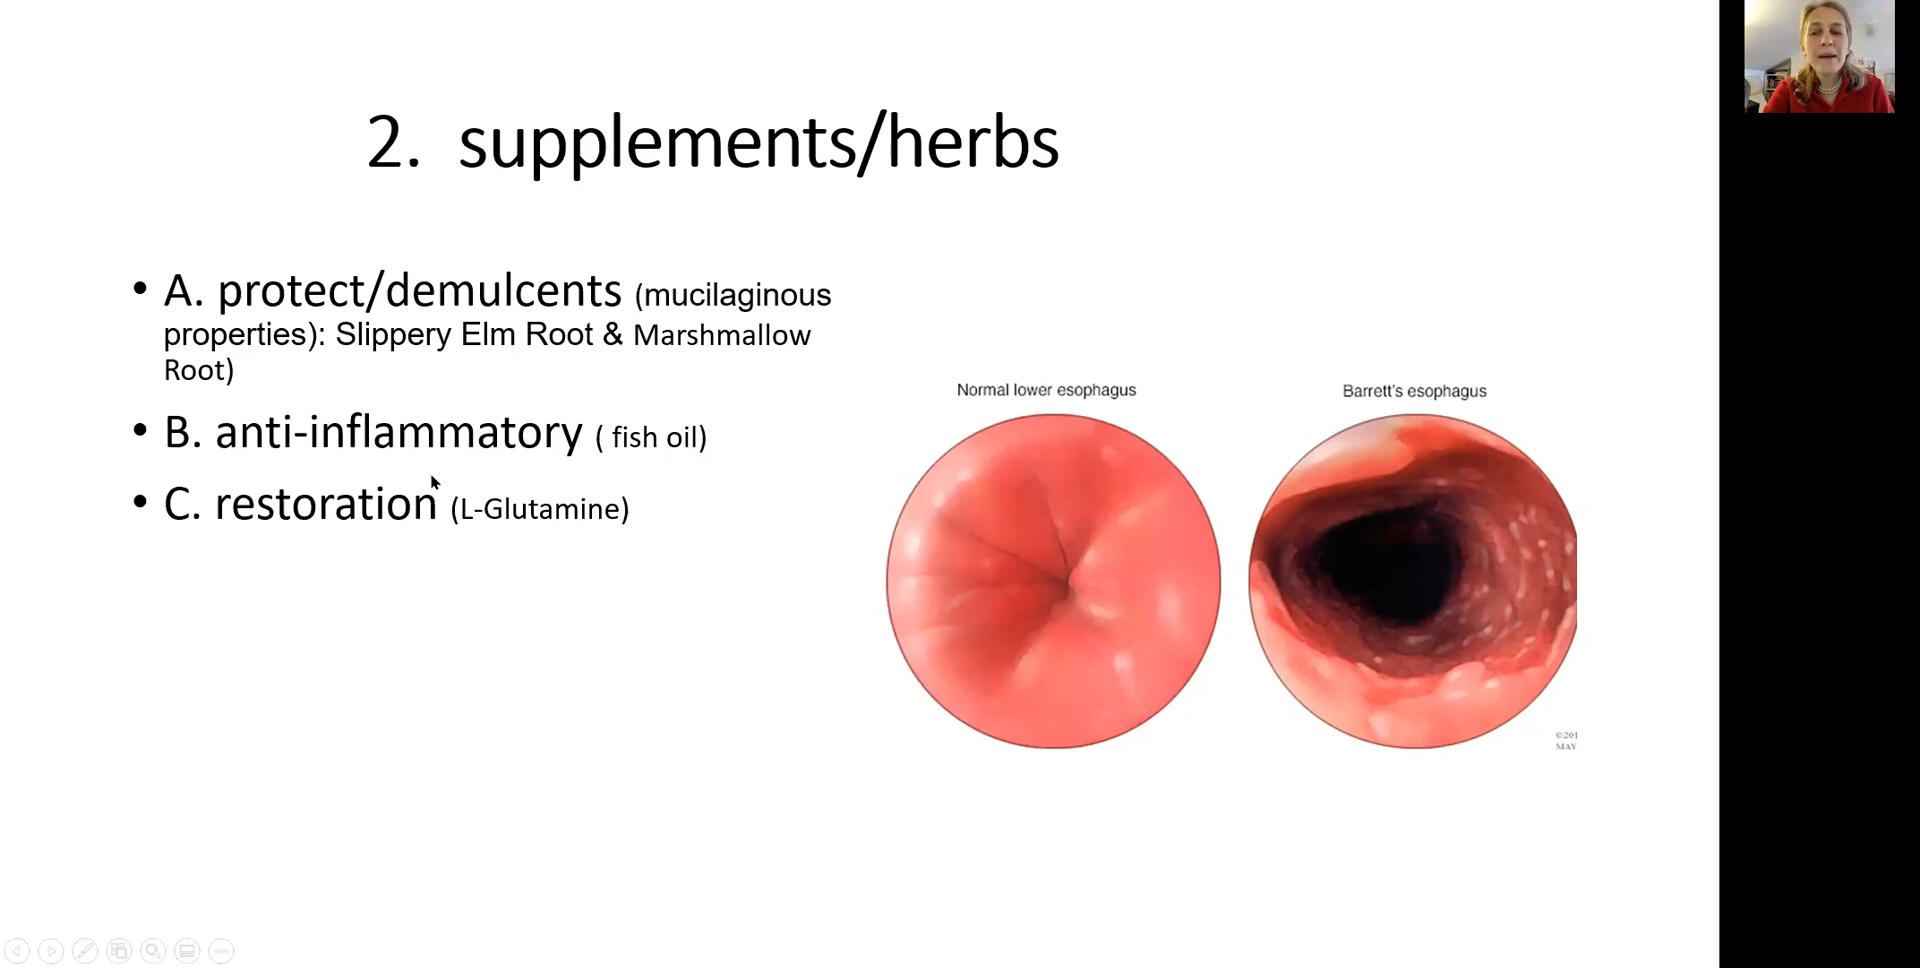 2. supplements/herbs
• A. protect/demulcents (mucilaginous
properties): Slippery Elm Root & Marshmallow
Root)
• B. anti-inflammatory ( fish oil)
• C. restoration (L-Glutamine)
Normal lower esophagus
Barrett's esophagus
©201
MAY